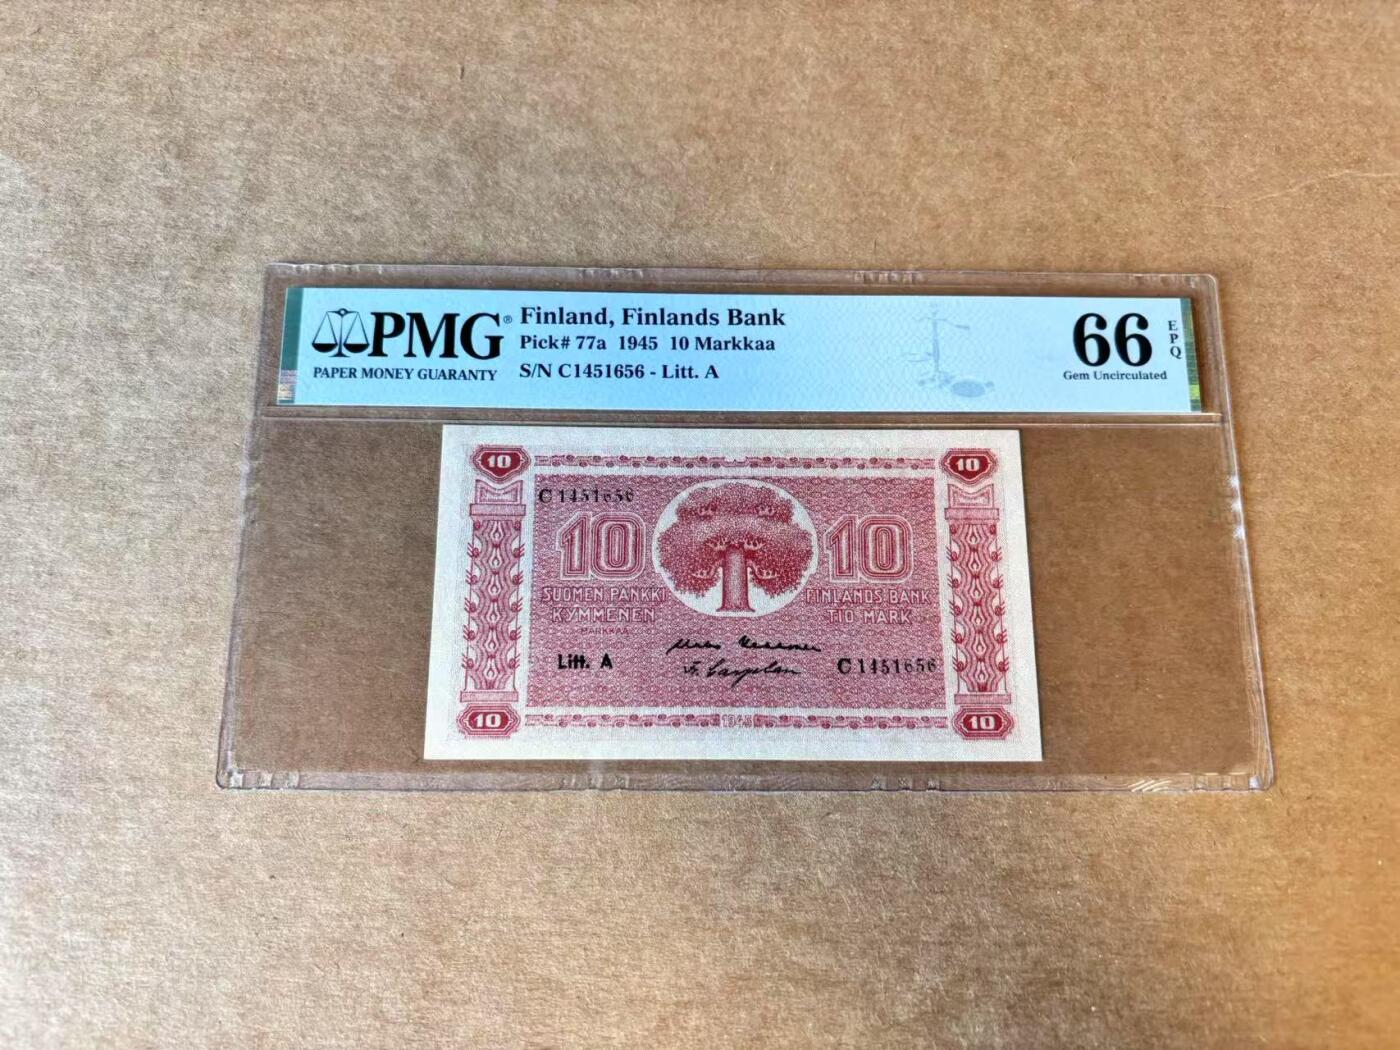 PMG®
PAPER MONEY GUARANTY
Finland, Finlands Bank
Pick# 77a 1945 10 Markkaa
S/N C1451656 - Litt. A
66
EPQ
Gem Uncirculated
10 10
C1451656
10 10
SUOMEN PANKKI FINLANDS BANK
KYMMENEN TIO MARK
MARKKAA
Litt. A
C1451656
10 1945 10